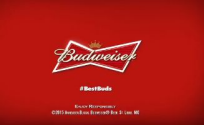 Budweiser
#BestBuds
Enjoy Responsibly
©2015 Anheuser-Busch, Budweiser® Beer, St. Louis, MO